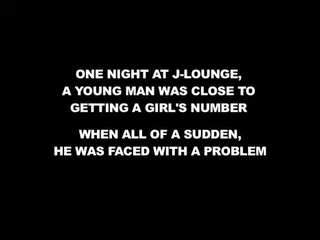 ONE NIGHT AT J-LOUNGE,
A YOUNG MAN WAS CLOSE TO
GETTING A GIRL'S NUMBER
WHEN ALL OF A SUDDEN,
HE WAS FACED WITH A PROBLEM